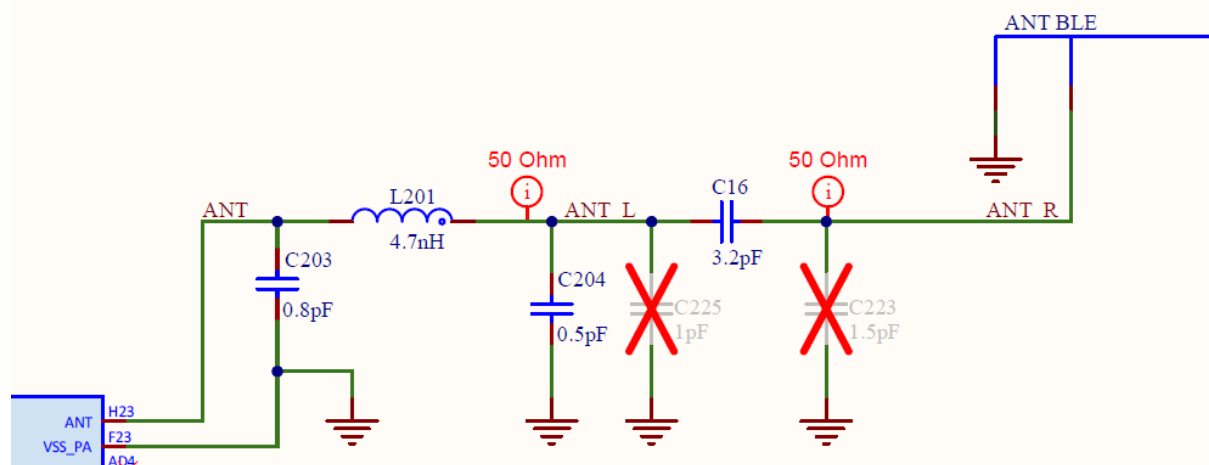 ANT BLE
50 Ohm
50 Ohm
i
i
ANT
L201
4.7nH
ANT_L
C16
3.2pF
ANT_R
C203
0.8pF
C204
0.5pF
C225
1pF
C223
1.5pF
ANT
H23
VSS_PA
F23
AD4